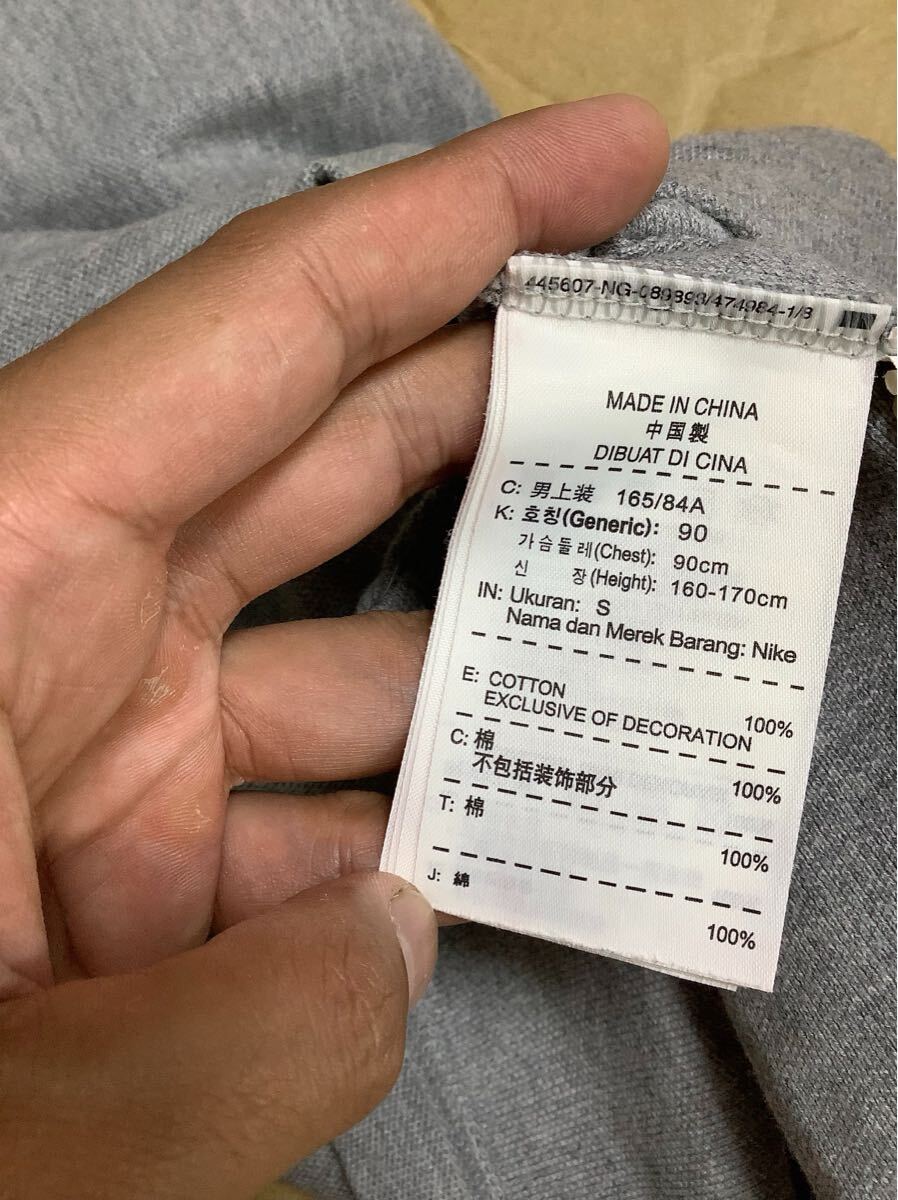 445607-NG-089893/474984-1/8
MADE IN CHINA
中国製
DIBUAT DI CINA
C: 男上装 165/84A
K: 호칭(Generic): 90
가슴둘레(Chest): 90cm
신 장(Height): 160-170cm
IN: Ukuran: S
Nama dan Merek Barang: Nike
E: COTTON 100%
EXCLUSIVE OF DECORATION
C: 棉 100%
不包括装饰部分
T: 棉 100%
J: 綿 100%